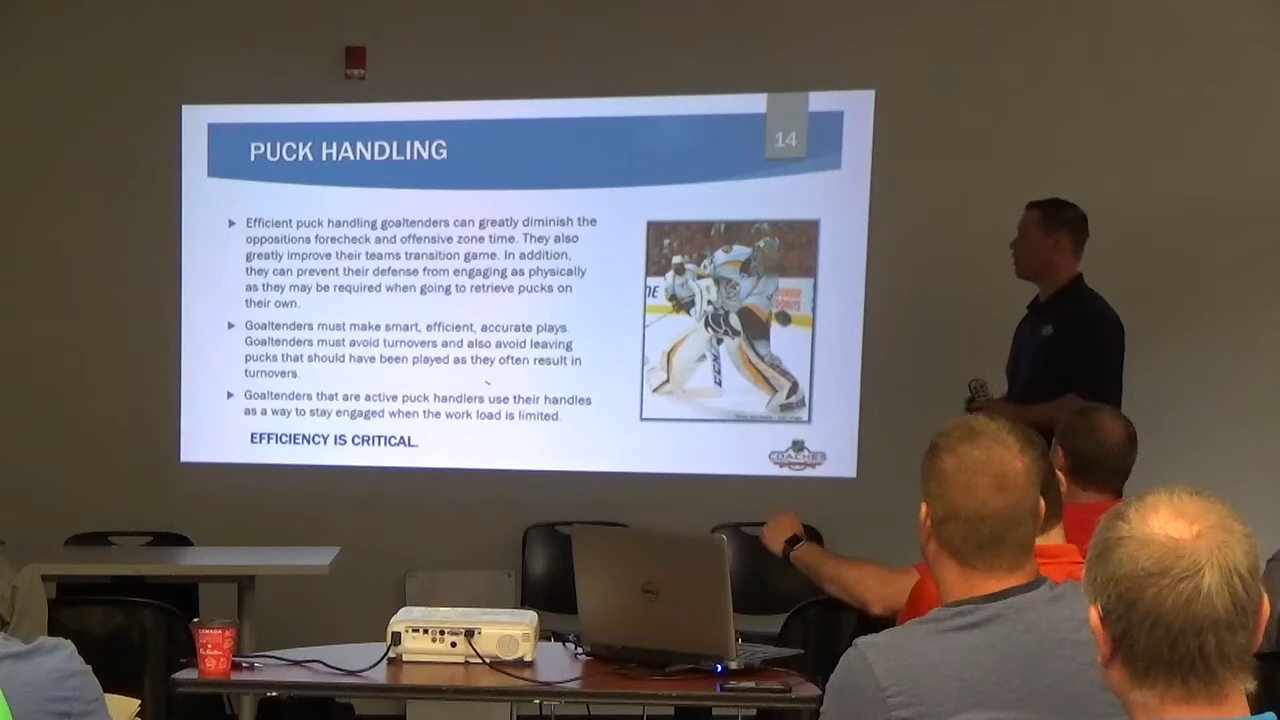 14
PUCK HANDLING
Efficient puck handling goaltenders can greatly diminish the
oppositions forecheck and offensive zone time. They also
greatly improve their teams transition game. In addition,
they can prevent their defense from engaging as physically
as they may be required when going to retrieve pucks on
their own.
Goaltenders must make smart, efficient, accurate plays.
Goaltenders must avoid turnovers and also avoid leaving
pucks that should have been played as they often result in
turnovers.
Goaltenders that are active puck handlers use their handles
as a way to stay engaged when the work load is limited.
EFFICIENCY IS CRITICAL.
CCM
COACHES
DELL
CANADA